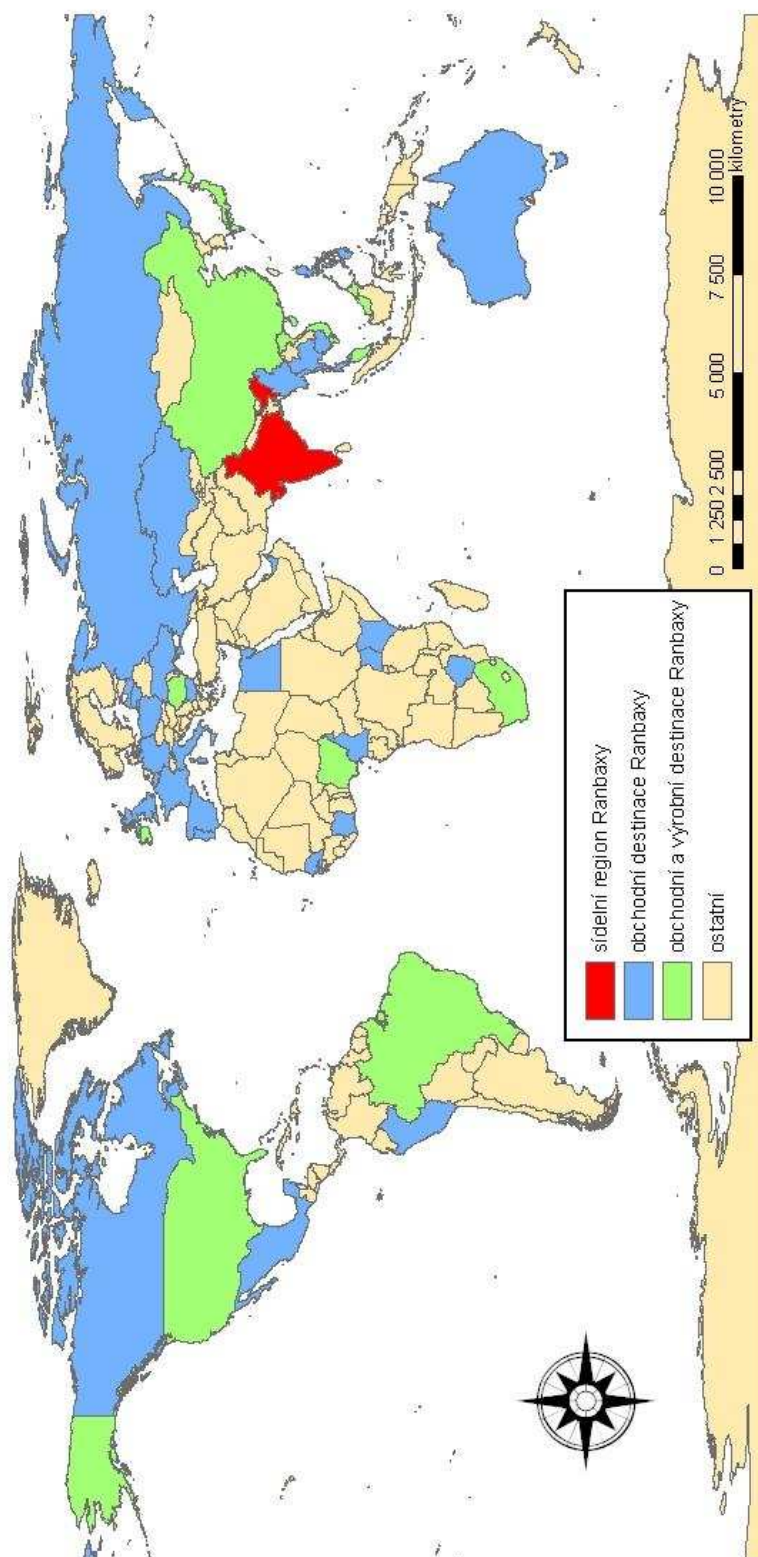 sídelní region Ranbaxy
obchodní destinace Ranbaxy
obchodní a výrobní destinace Ranbaxy
ostatní
0 1 250 2 500 5 000 7 500 10 000
kilometry